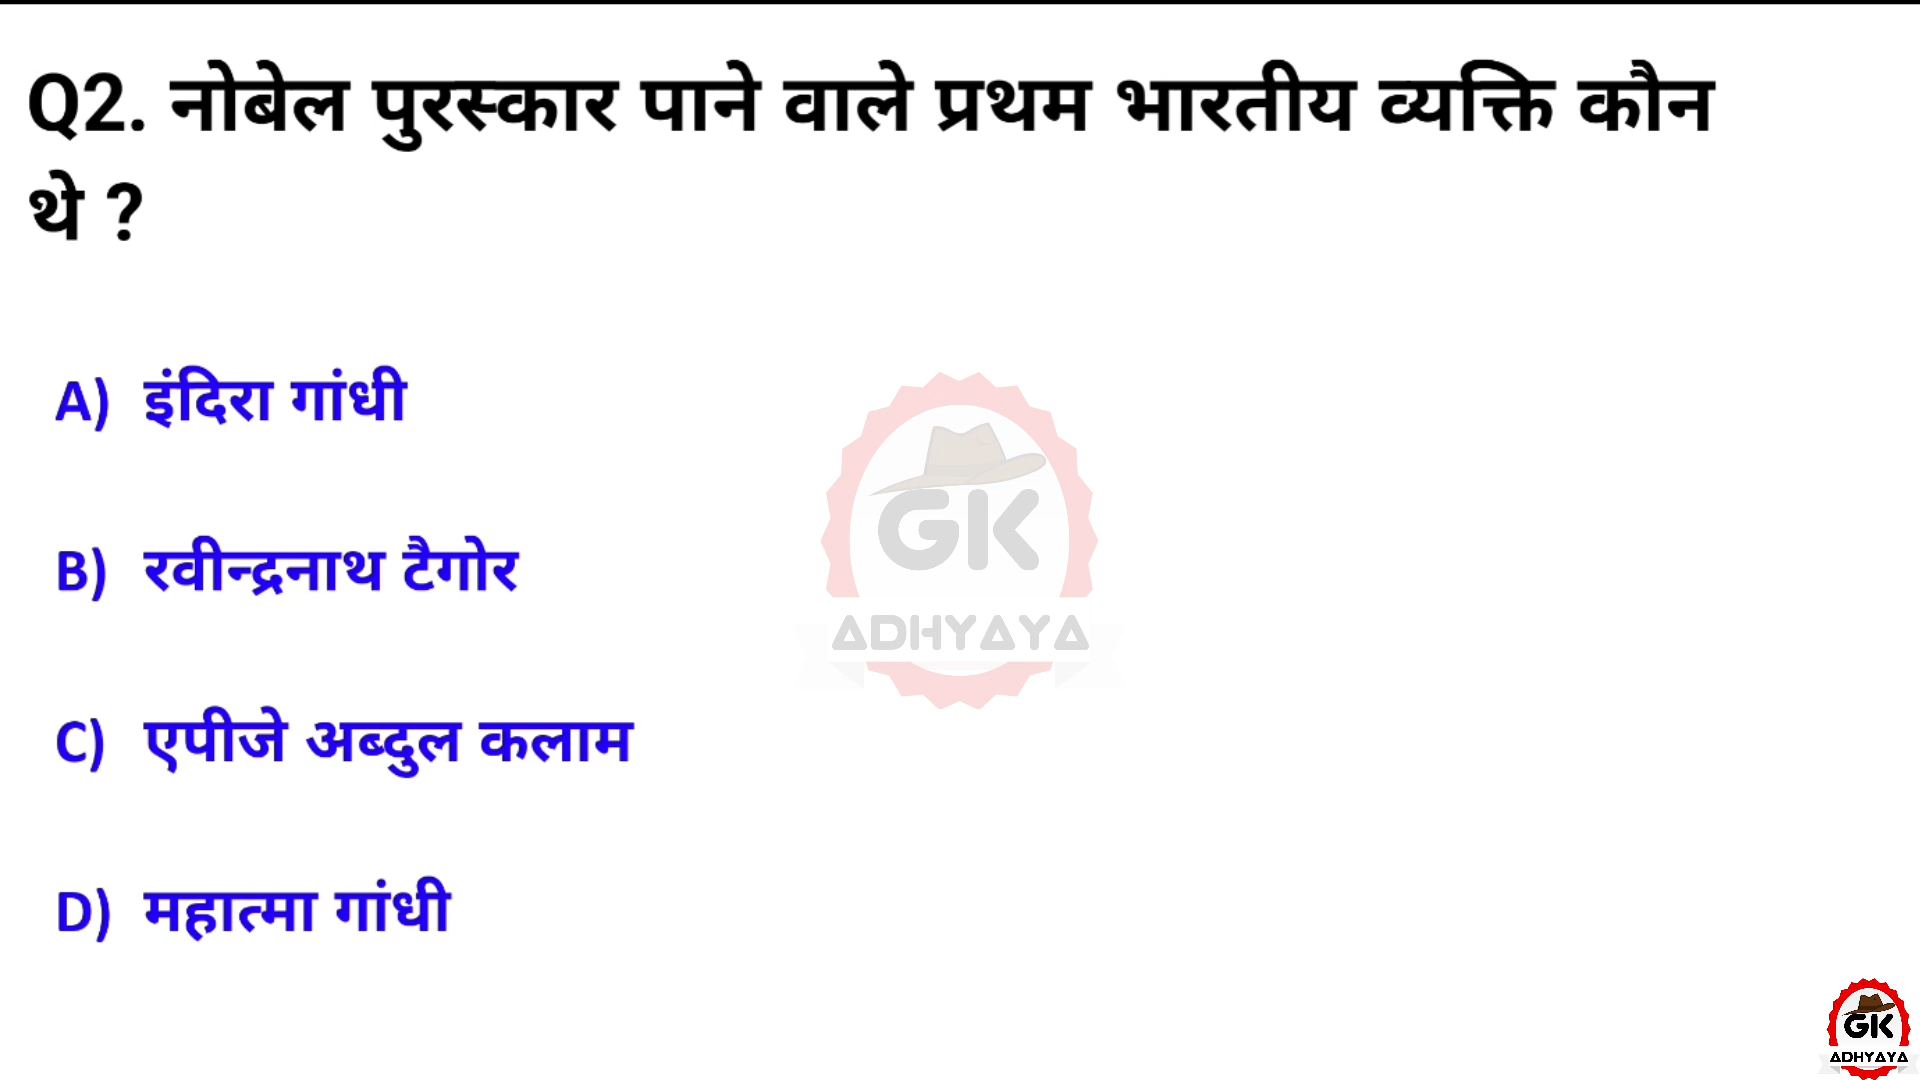 Q2. नोबेल पुरस्कार पाने वाले प्रथम भारतीय व्यक्ति कौन
थे ?
A) इंदिरा गांधी
B) रवीन्द्रनाथ टैगोर
C) एपीजे अब्दुल कलाम
D) महात्मा गांधी
GK
ADHYAYA
GK
ADHYAYA